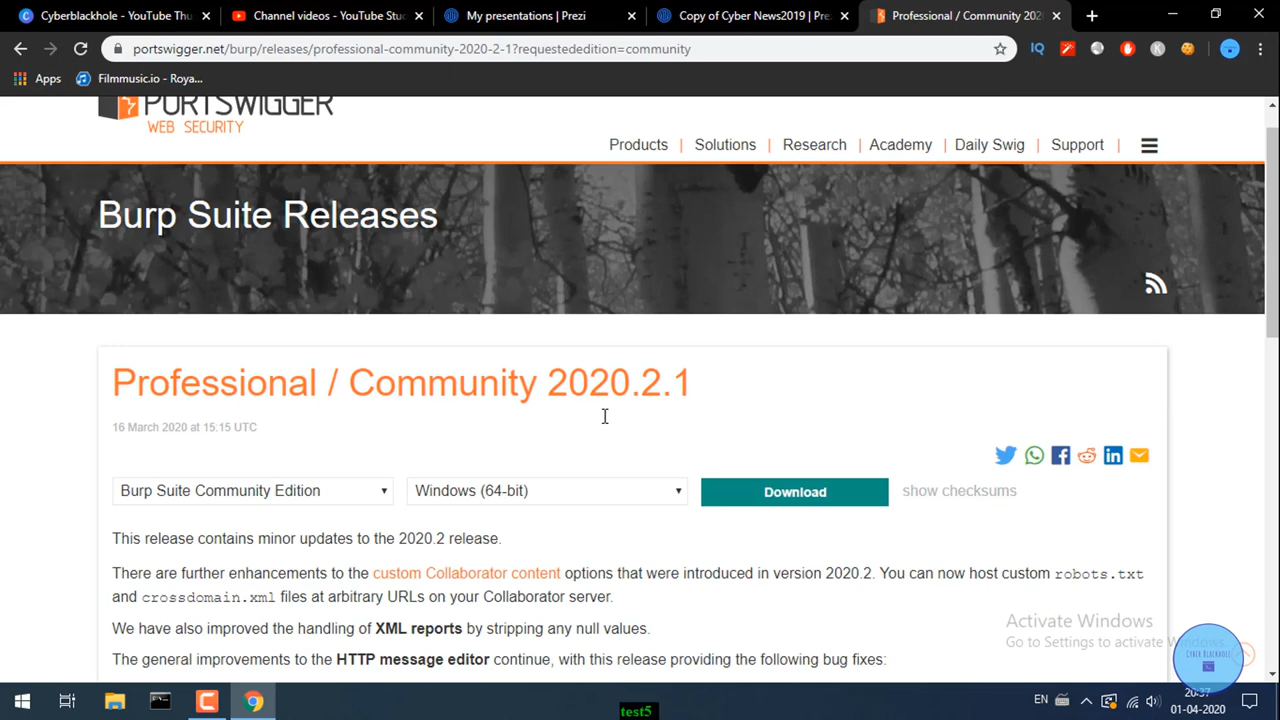 Cyberblackhole - YouTube Thu
Channel videos - YouTube Stud
My presentations | Prezi
Copy of Cyber News2019 | Prez
Professional / Community 202
portswigger.net/burp/releases/professional-community-2020-2-1?requestededition=community
IQ
K
Apps
Filmmusic.io - Roya...
PORTSWIGGER
WEB SECURITY
Products | Solutions | Research | Academy | Daily Swig | Support |
Burp Suite Releases
Professional / Community 2020.2.1
16 March 2020 at 15:15 UTC
Burp Suite Community Edition
Windows (64-bit)
Download
show checksums
This release contains minor updates to the 2020.2 release.
There are further enhancements to the custom Collaborator content options that were introduced in version 2020.2. You can now host custom robots.txt
and crossdomain.xml files at arbitrary URLs on your Collaborator server.
We have also improved the handling of XML reports by stripping any null values.
The general improvements to the HTTP message editor continue, with this release providing the following bug fixes:
Activate Windows
Go to Settings to activate Windows.
CYBER BLACKHOLE
EN
20:37
01-04-2020
test5